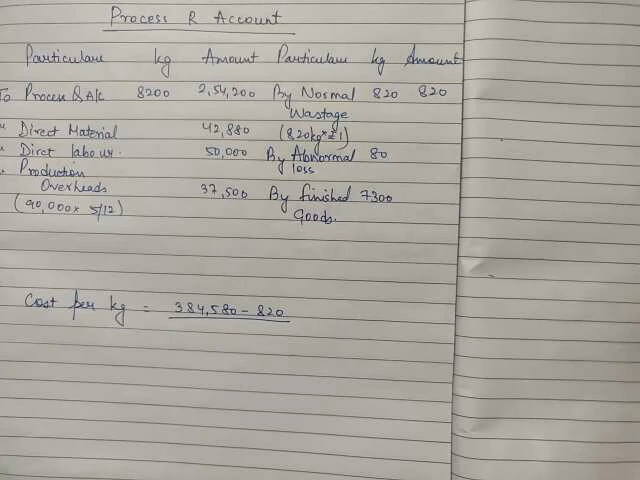 Process R Account
Particulars kg Amount Particulars kg Amount
To Process Q A/c 8200 2,54,200 By Normal 820 820
Wastage
" Direct Material 42,880 (820kg × ₹1)
" Direct labour. 50,000 By Abnormal 80
" Production loss
Overheads 37,500 By finished 7300
(90,000 × 5/12) goods.
Cost per kg = 384,580 - 820